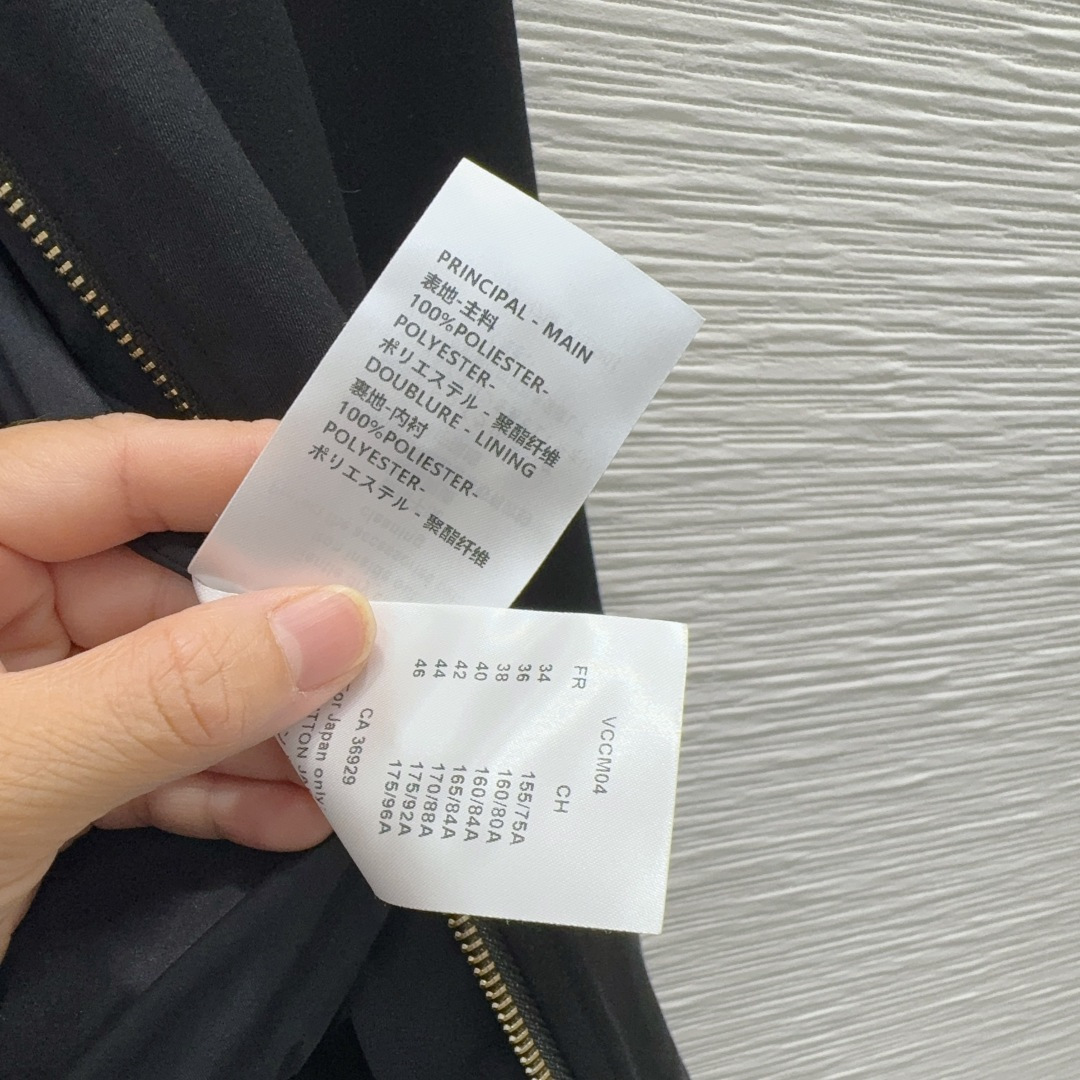 PRINCIPAL - MAIN
表地-主料
100%POLIESTER-
POLYESTER-
ポリエステル - 聚酯纤维
DOUBLURE - LINING
裏地-内衬
100%POLIESTER-
POLYESTER-
ポリエステル - 聚酯纤维
VCCM04
FR CH
34 155/75A
36 160/80A
38 160/84A
40 165/84A
42 170/88A
44 175/92A
46 175/96A
CA 36929
for Japan only